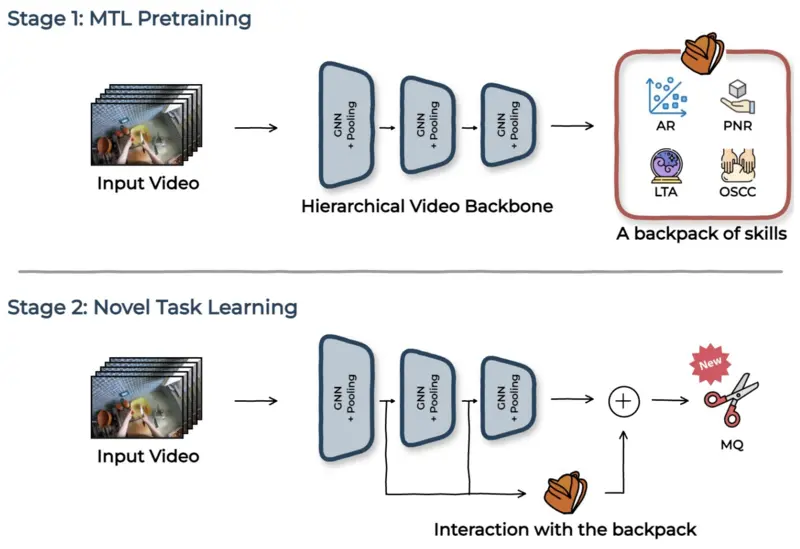 Stage 1: MTL Pretraining
GNN
+ Pooling
GNN
+ Pooling
GNN
+ Pooling
AR
PNR
LTA
OSCC
Input Video
Hierarchical Video Backbone
A backpack of skills
Stage 2: Novel Task Learning
GNN
+ Pooling
GNN
+ Pooling
GNN
+ Pooling
New
MQ
Input Video
Interaction with the backpack